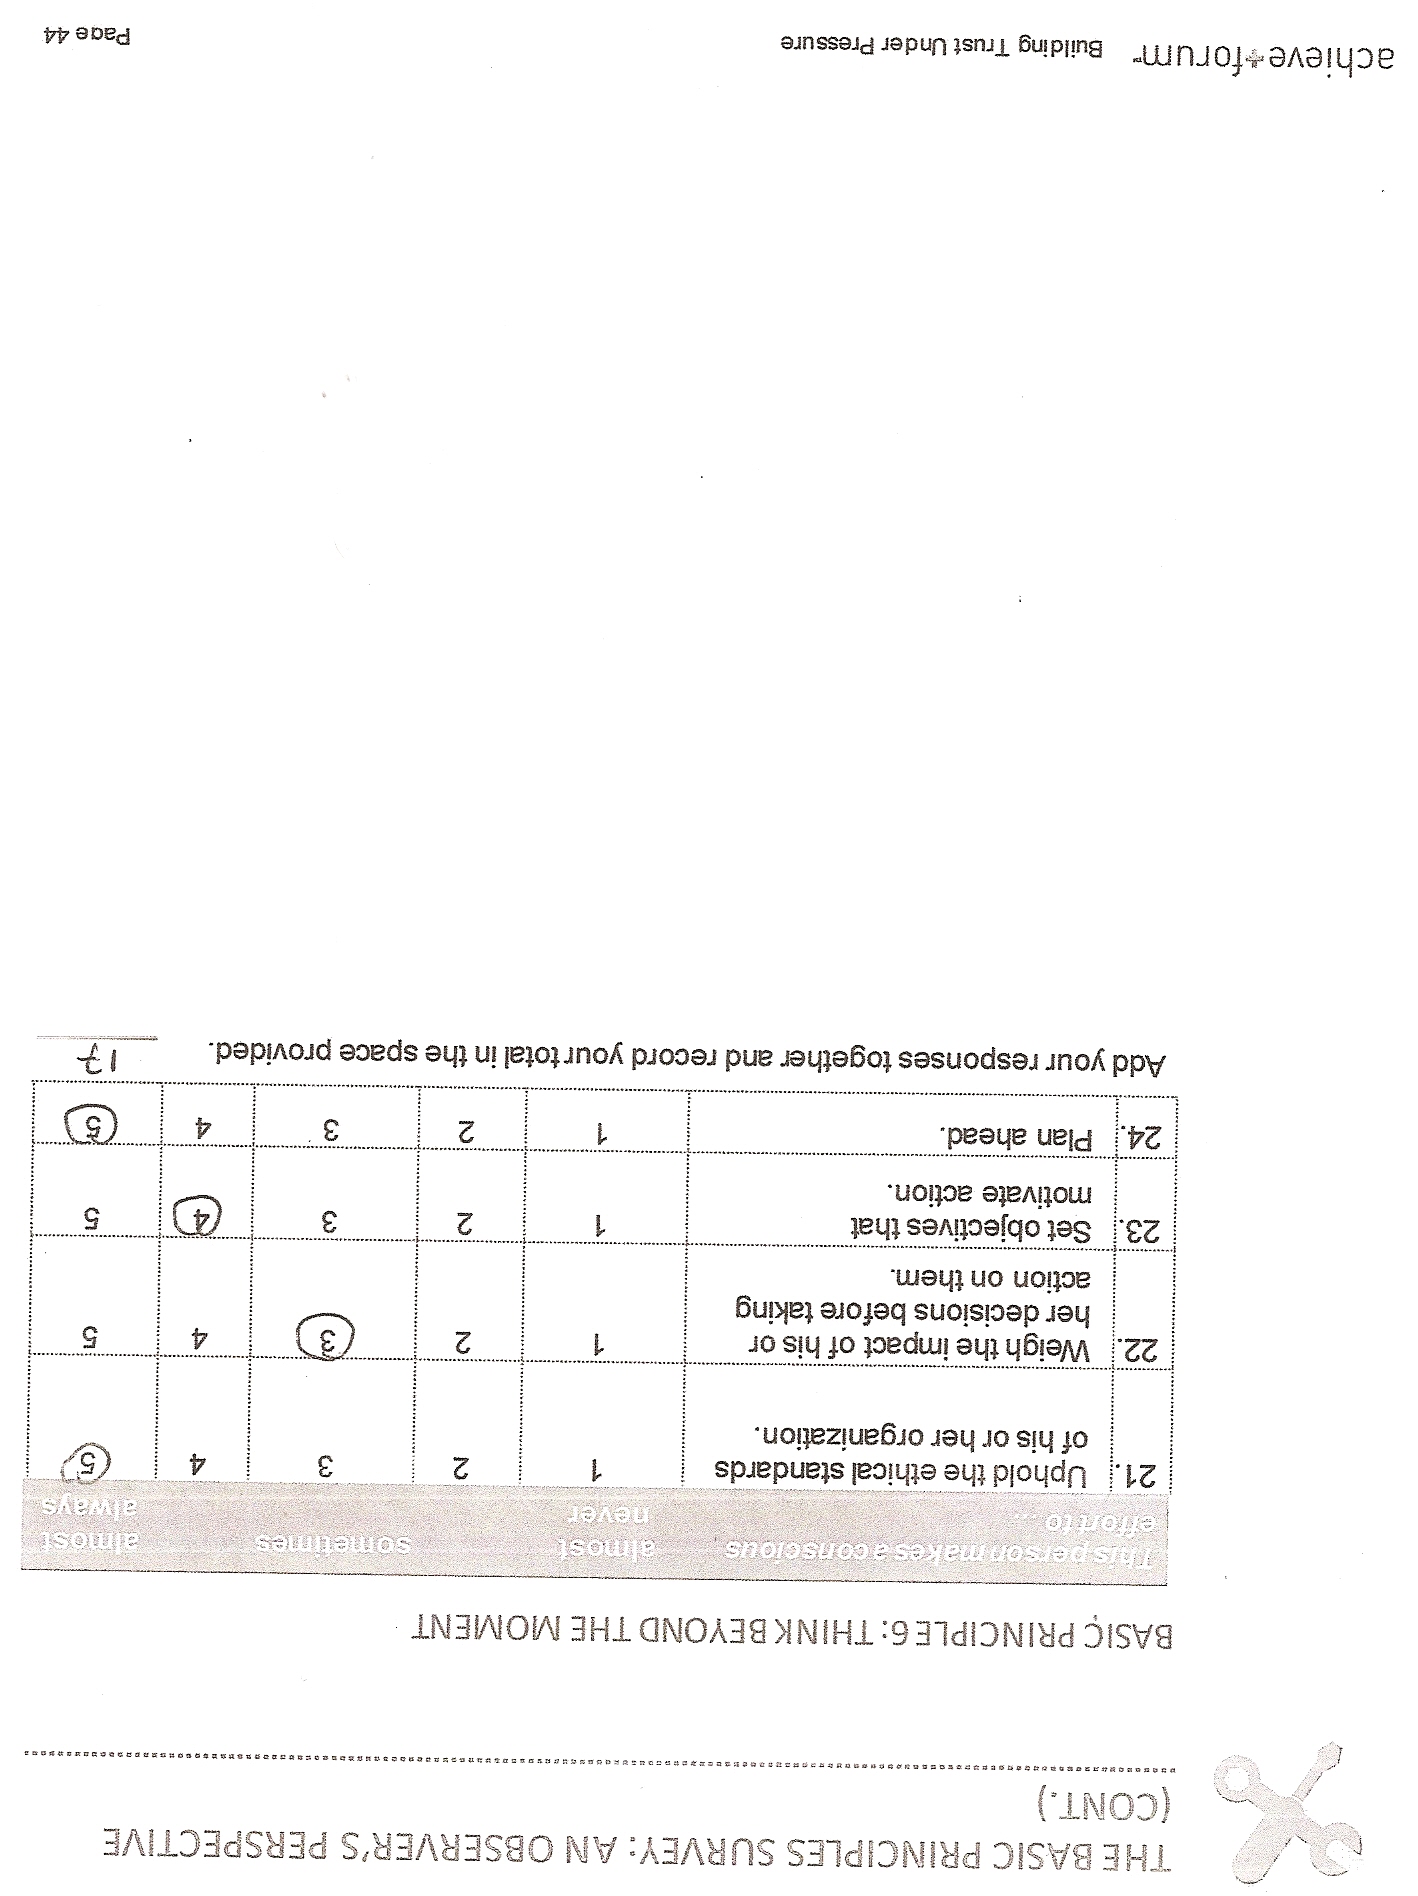 THE BASIC PRINCIPLES SURVEY: AN OBSERVER'S PERSPECTIVE
(CONT.)
BASIC PRINCIPLE 6: THINK BEYOND THE MOMENT
This person makes a conscious almost sometimes almost
effort to ... never always
21. Uphold the ethical standards 1 2 3 4 5
of his or her organization.
22. Weigh the impact of his or 1 2 3 4 5
her decisions before taking
action on them.
23. Set objectives that 1 2 3 4 5
motivate action.
24. Plan ahead. 1 2 3 4 5
Add your responses together and record your total in the space provided. 17
achieve+forum™ Building Trust Under Pressure Page 44